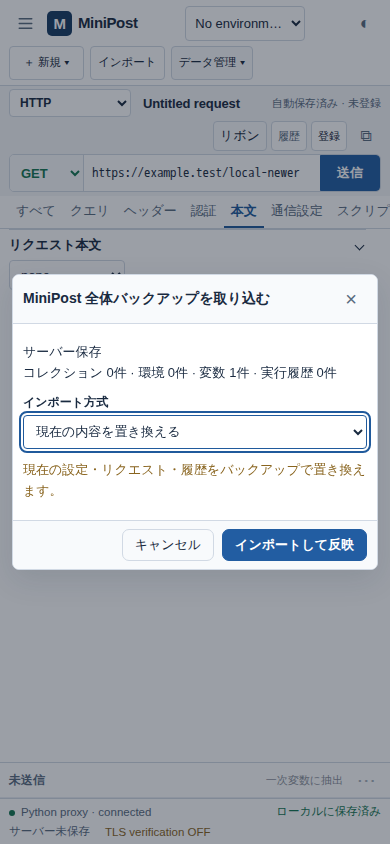 M MiniPost No environm…
＋ 新規 ▾ インポート データ管理 ▾
HTTP Untitled request 自動保存済み · 未登録
リボン 履歴 登録
GET https://example.test/local-newer 送信
すべて クエリ ヘッダー 認証 本文 通信設定 スクリプ
リクエスト本文
MiniPost 全体バックアップを取り込む ×
サーバー保存
コレクション 0件 · 環境 0件 · 変数 1件 · 実行履歴 0件
インポート方式
現在の内容を置き換える
現在の設定・リクエスト・履歴をバックアップで置き換え
ます。
キャンセル インポートして反映
未送信 一次変数に抽出 ---
Python proxy · connected ローカルに保存済み
サーバー未保存 TLS verification OFF